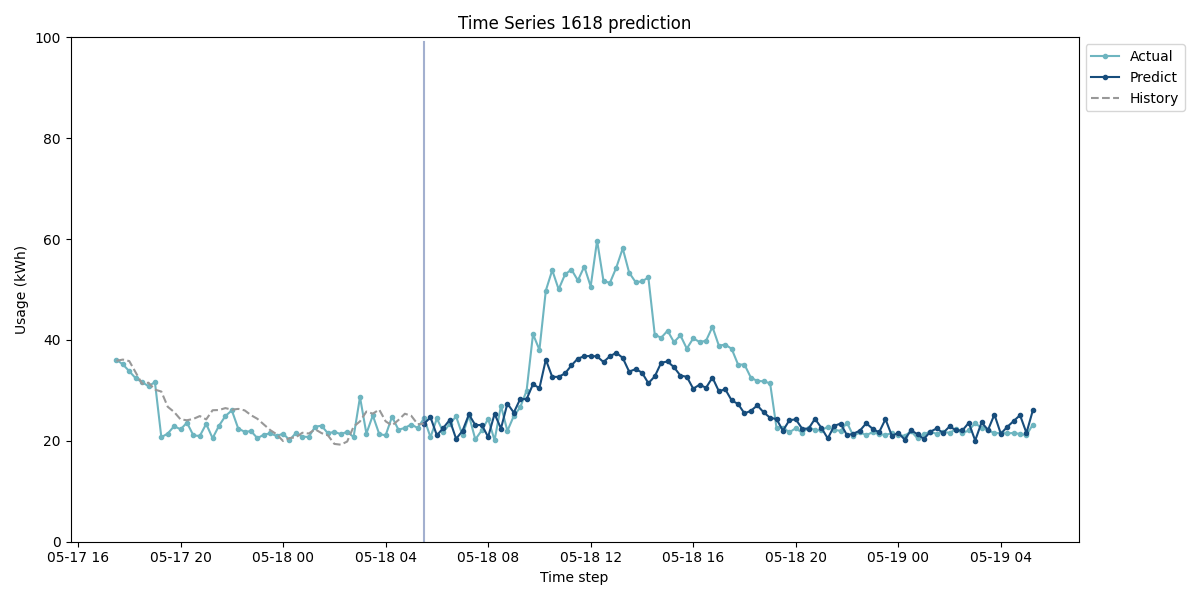 Time Series 1618 prediction
100
80
60
40
20
0
Usage (kWh)
05-17 16
05-17 20
05-18 00
05-18 04
05-18 08
05-18 12
05-18 16
05-18 20
05-19 00
05-19 04
Time step
Actual
Predict
History